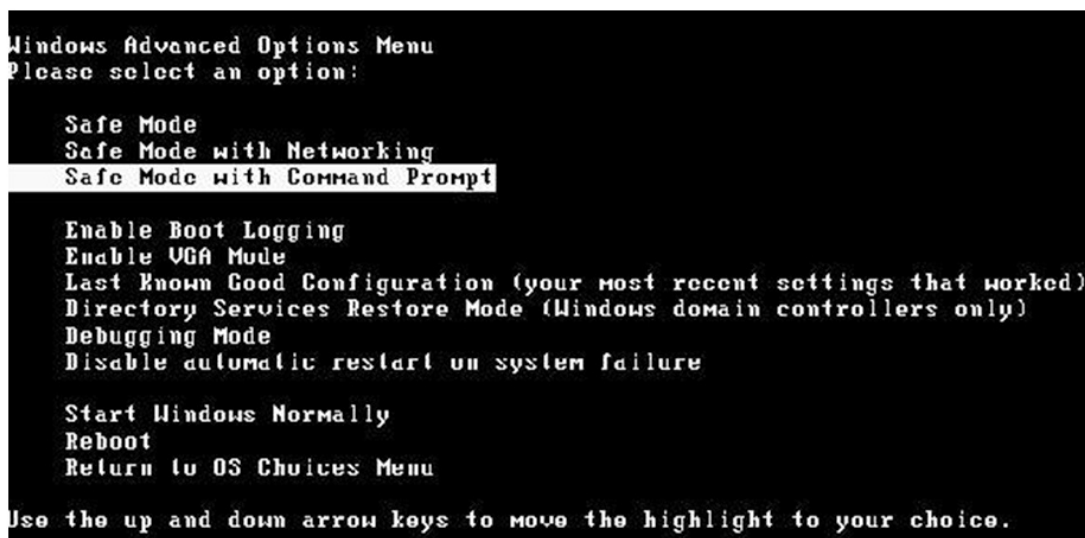 Windows Advanced Options Menu
Please select an option:
Safe Mode
Safe Mode with Networking
Safe Mode with Command Prompt
Enable Boot Logging
Enable VGA Mode
Last Known Good Configuration (your most recent settings that worked)
Directory Services Restore Mode (Windows domain controllers only)
Debugging Mode
Disable automatic restart on system failure
Start Windows Normally
Reboot
Return to OS Choices Menu
Use the up and down arrow keys to move the highlight to your choice.